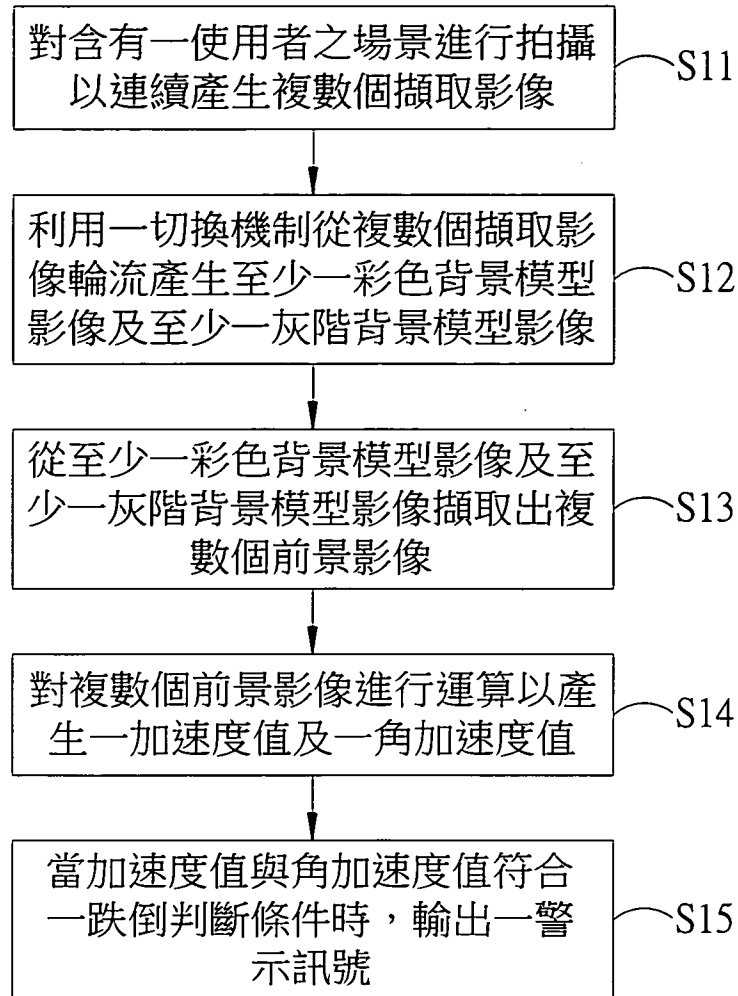 對含有一使用者之場景進行拍攝
以連續產生複數個擷取影像
S11
利用一切換機制從複數個擷取影
像輪流產生至少一彩色背景模型
影像及至少一灰階背景模型影像
S12
從至少一彩色背景模型影像及至
少一灰階背景模型影像擷取出複
數個前景影像
S13
對複數個前景影像進行運算以產
生一加速度值及一角加速度值
S14
當加速度值與角加速度值符合
一跌倒判斷條件時，輸出一警
示訊號
S15